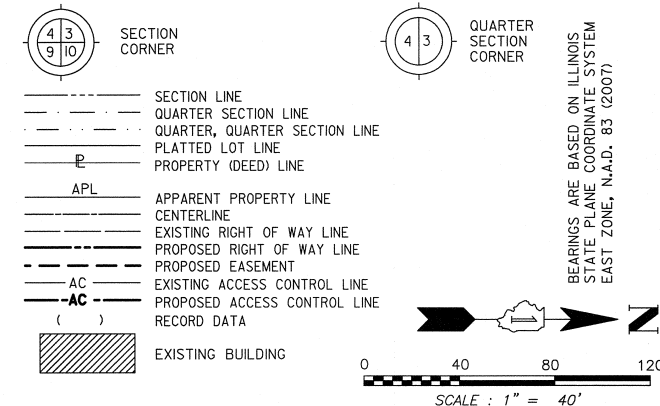 4 3
9 10
SECTION
CORNER
4 3
QUARTER
SECTION
CORNER
SECTION LINE
QUARTER SECTION LINE
QUARTER, QUARTER SECTION LINE
PLATTED LOT LINE
PL PROPERTY (DEED) LINE
APL APPARENT PROPERTY LINE
CENTERLINE
EXISTING RIGHT OF WAY LINE
PROPOSED RIGHT OF WAY LINE
PROPOSED EASEMENT
AC EXISTING ACCESS CONTROL LINE
AC PROPOSED ACCESS CONTROL LINE
( ) RECORD DATA
EXISTING BUILDING
BEARINGS ARE BASED ON ILLINOIS
STATE PLANE COORDINATE SYSTEM
EAST ZONE, N.A.D. 83 (2007)
N
0 40 80 120
SCALE : 1" = 40'